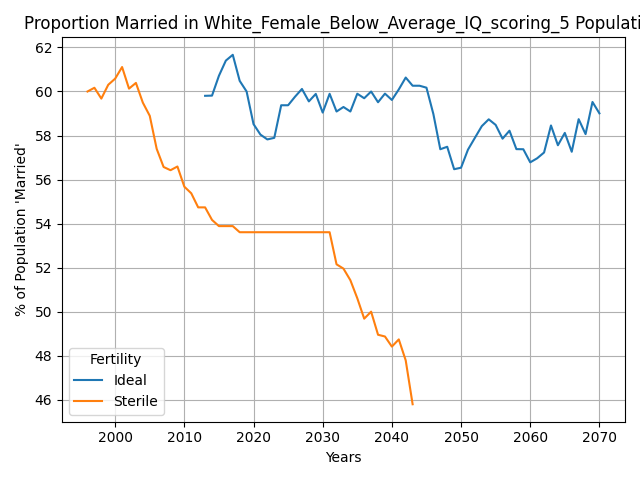 Proportion Married in White_Female_Below_Average_IQ_scoring_5 Populati
62
60
58
56
54
52
50
48
46
% of Population 'Married'
Fertility
Ideal
Sterile
2000 2010 2020 2030 2040 2050 2060 2070
Years